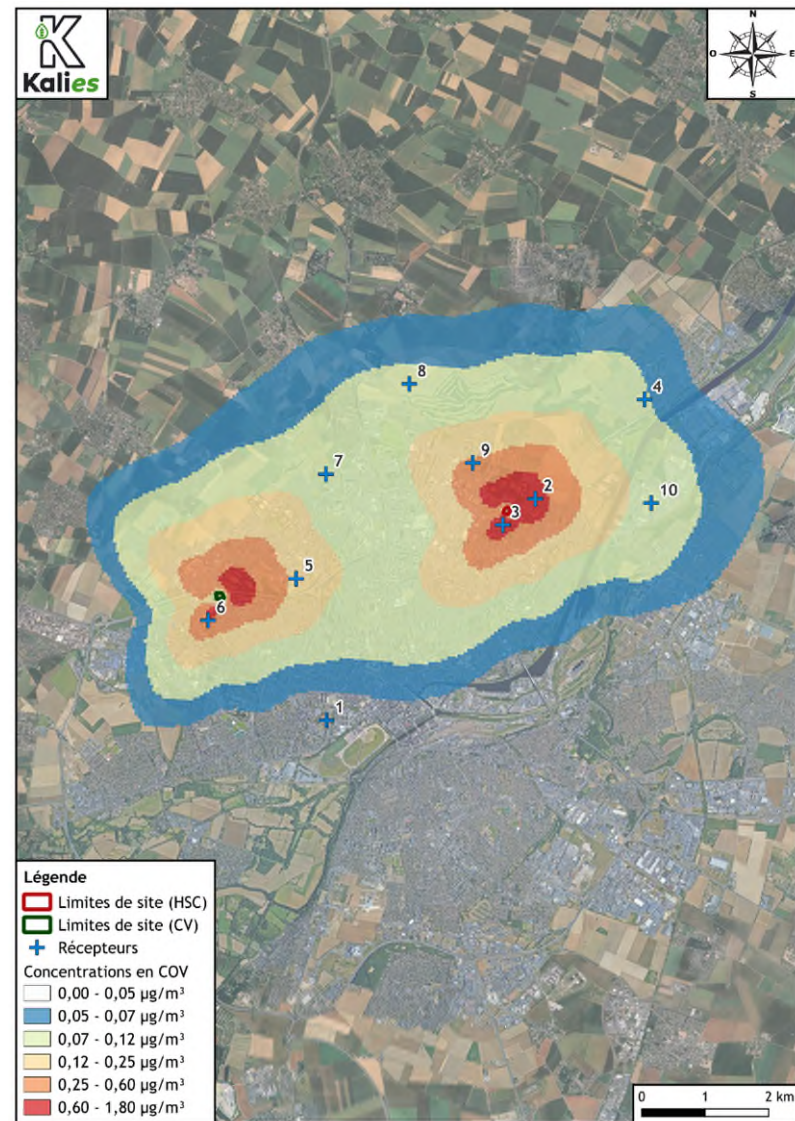 Kalies
N
O
E
S
8
4
9
7
2
10
3
5
6
1
Légende
Limites de site (HSC)
Limites de site (CV)
Récepteurs
Concentrations en COV
0,00 - 0,05 µg/m³
0,05 - 0,07 µg/m³
0,07 - 0,12 µg/m³
0,12 - 0,25 µg/m³
0,25 - 0,60 µg/m³
0,60 - 1,80 µg/m³
0 1 2 km